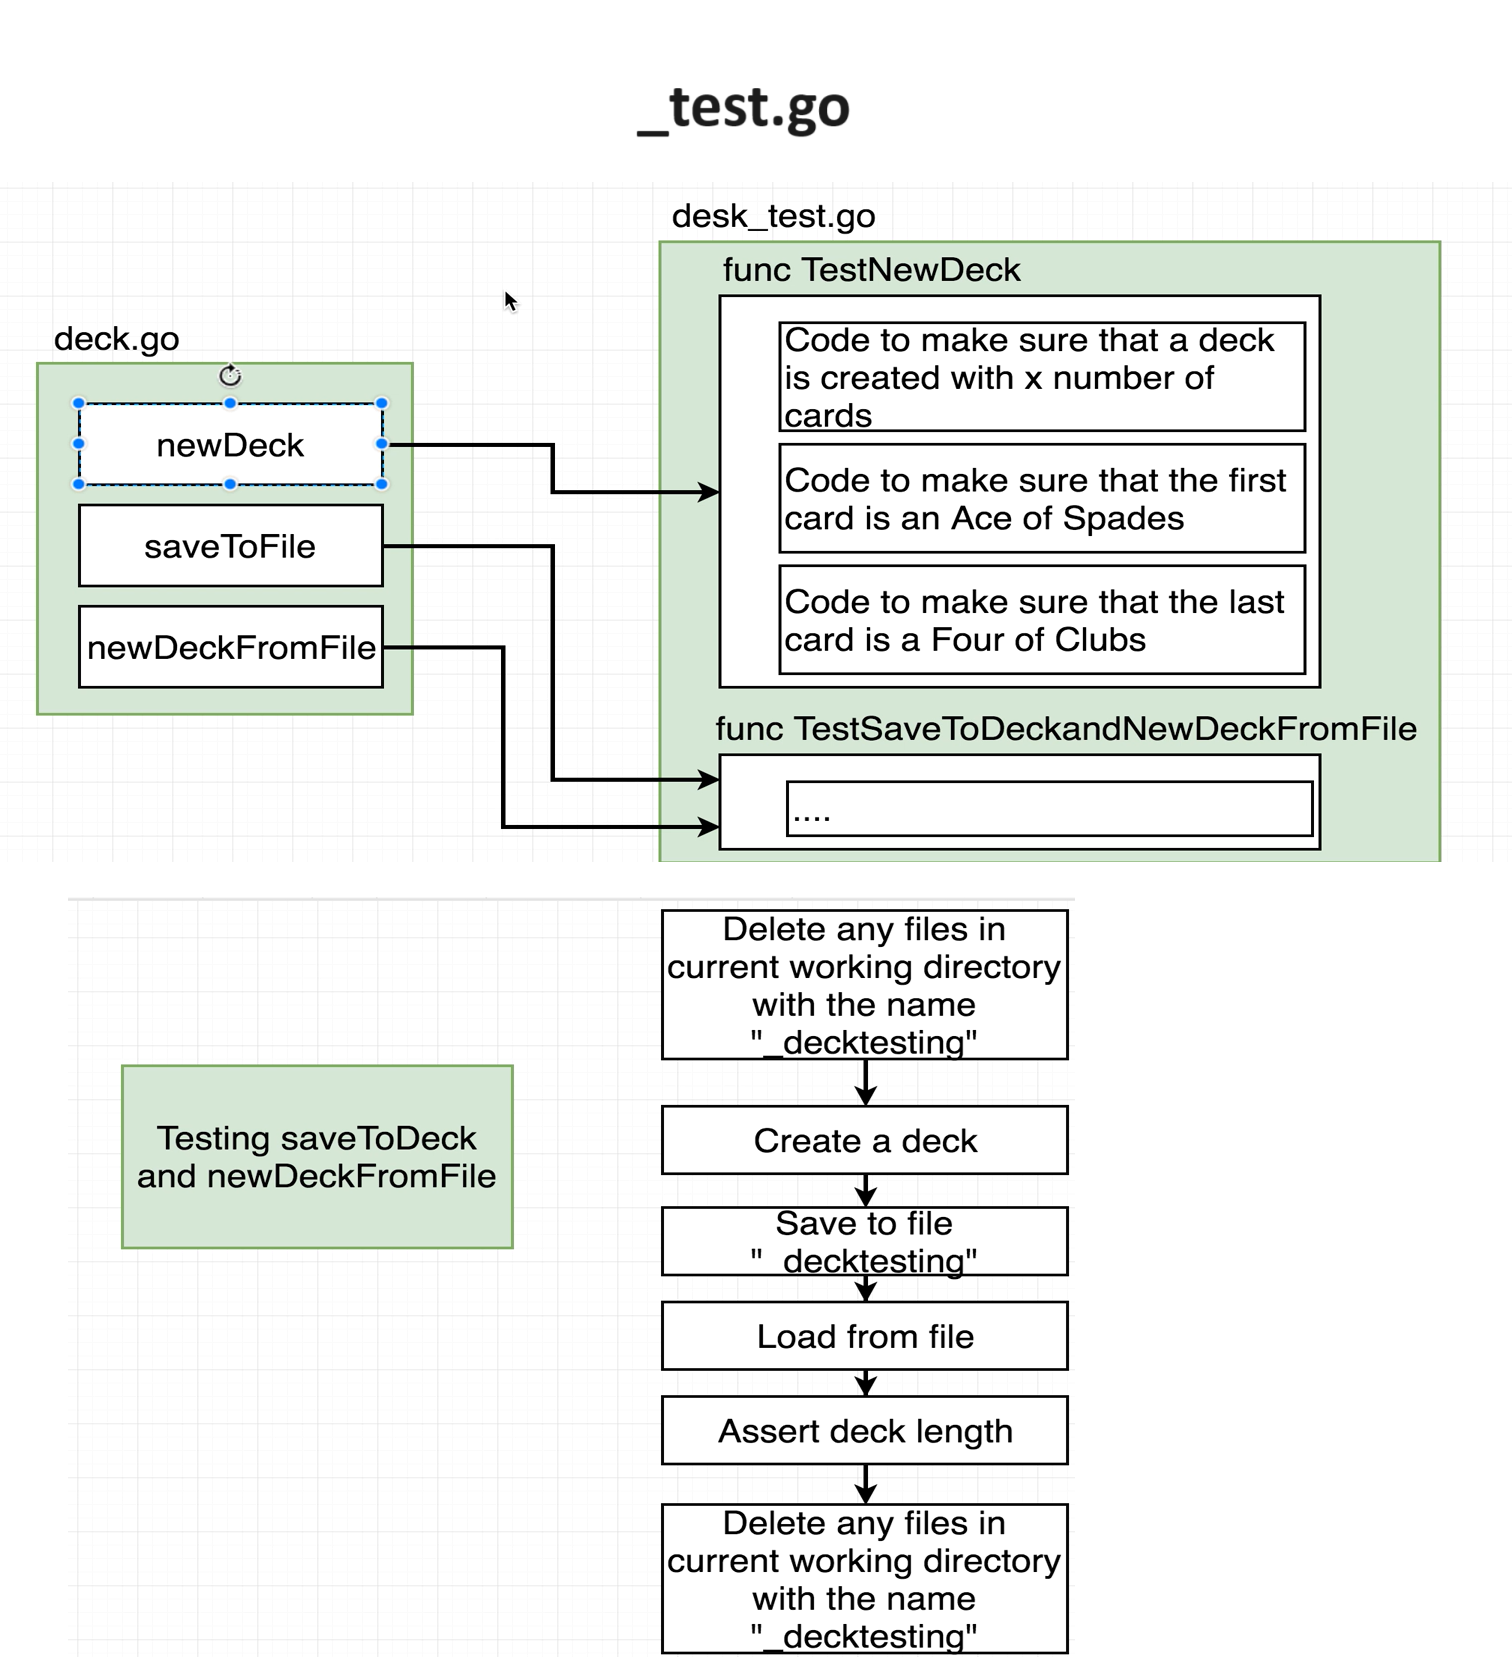 _test.go
desk_test.go
func TestNewDeck
Code to make sure that a deck
is created with x number of
cards
Code to make sure that the first
card is an Ace of Spades
Code to make sure that the last
card is a Four of Clubs
func TestSaveToDeckandNewDeckFromFile
....
deck.go
newDeck
saveToFile
newDeckFromFile
Testing saveToDeck
and newDeckFromFile
Delete any files in
current working directory
with the name
"_decktesting"
Create a deck
Save to file
"_decktesting"
Load from file
Assert deck length
Delete any files in
current working directory
with the name
"_decktesting"